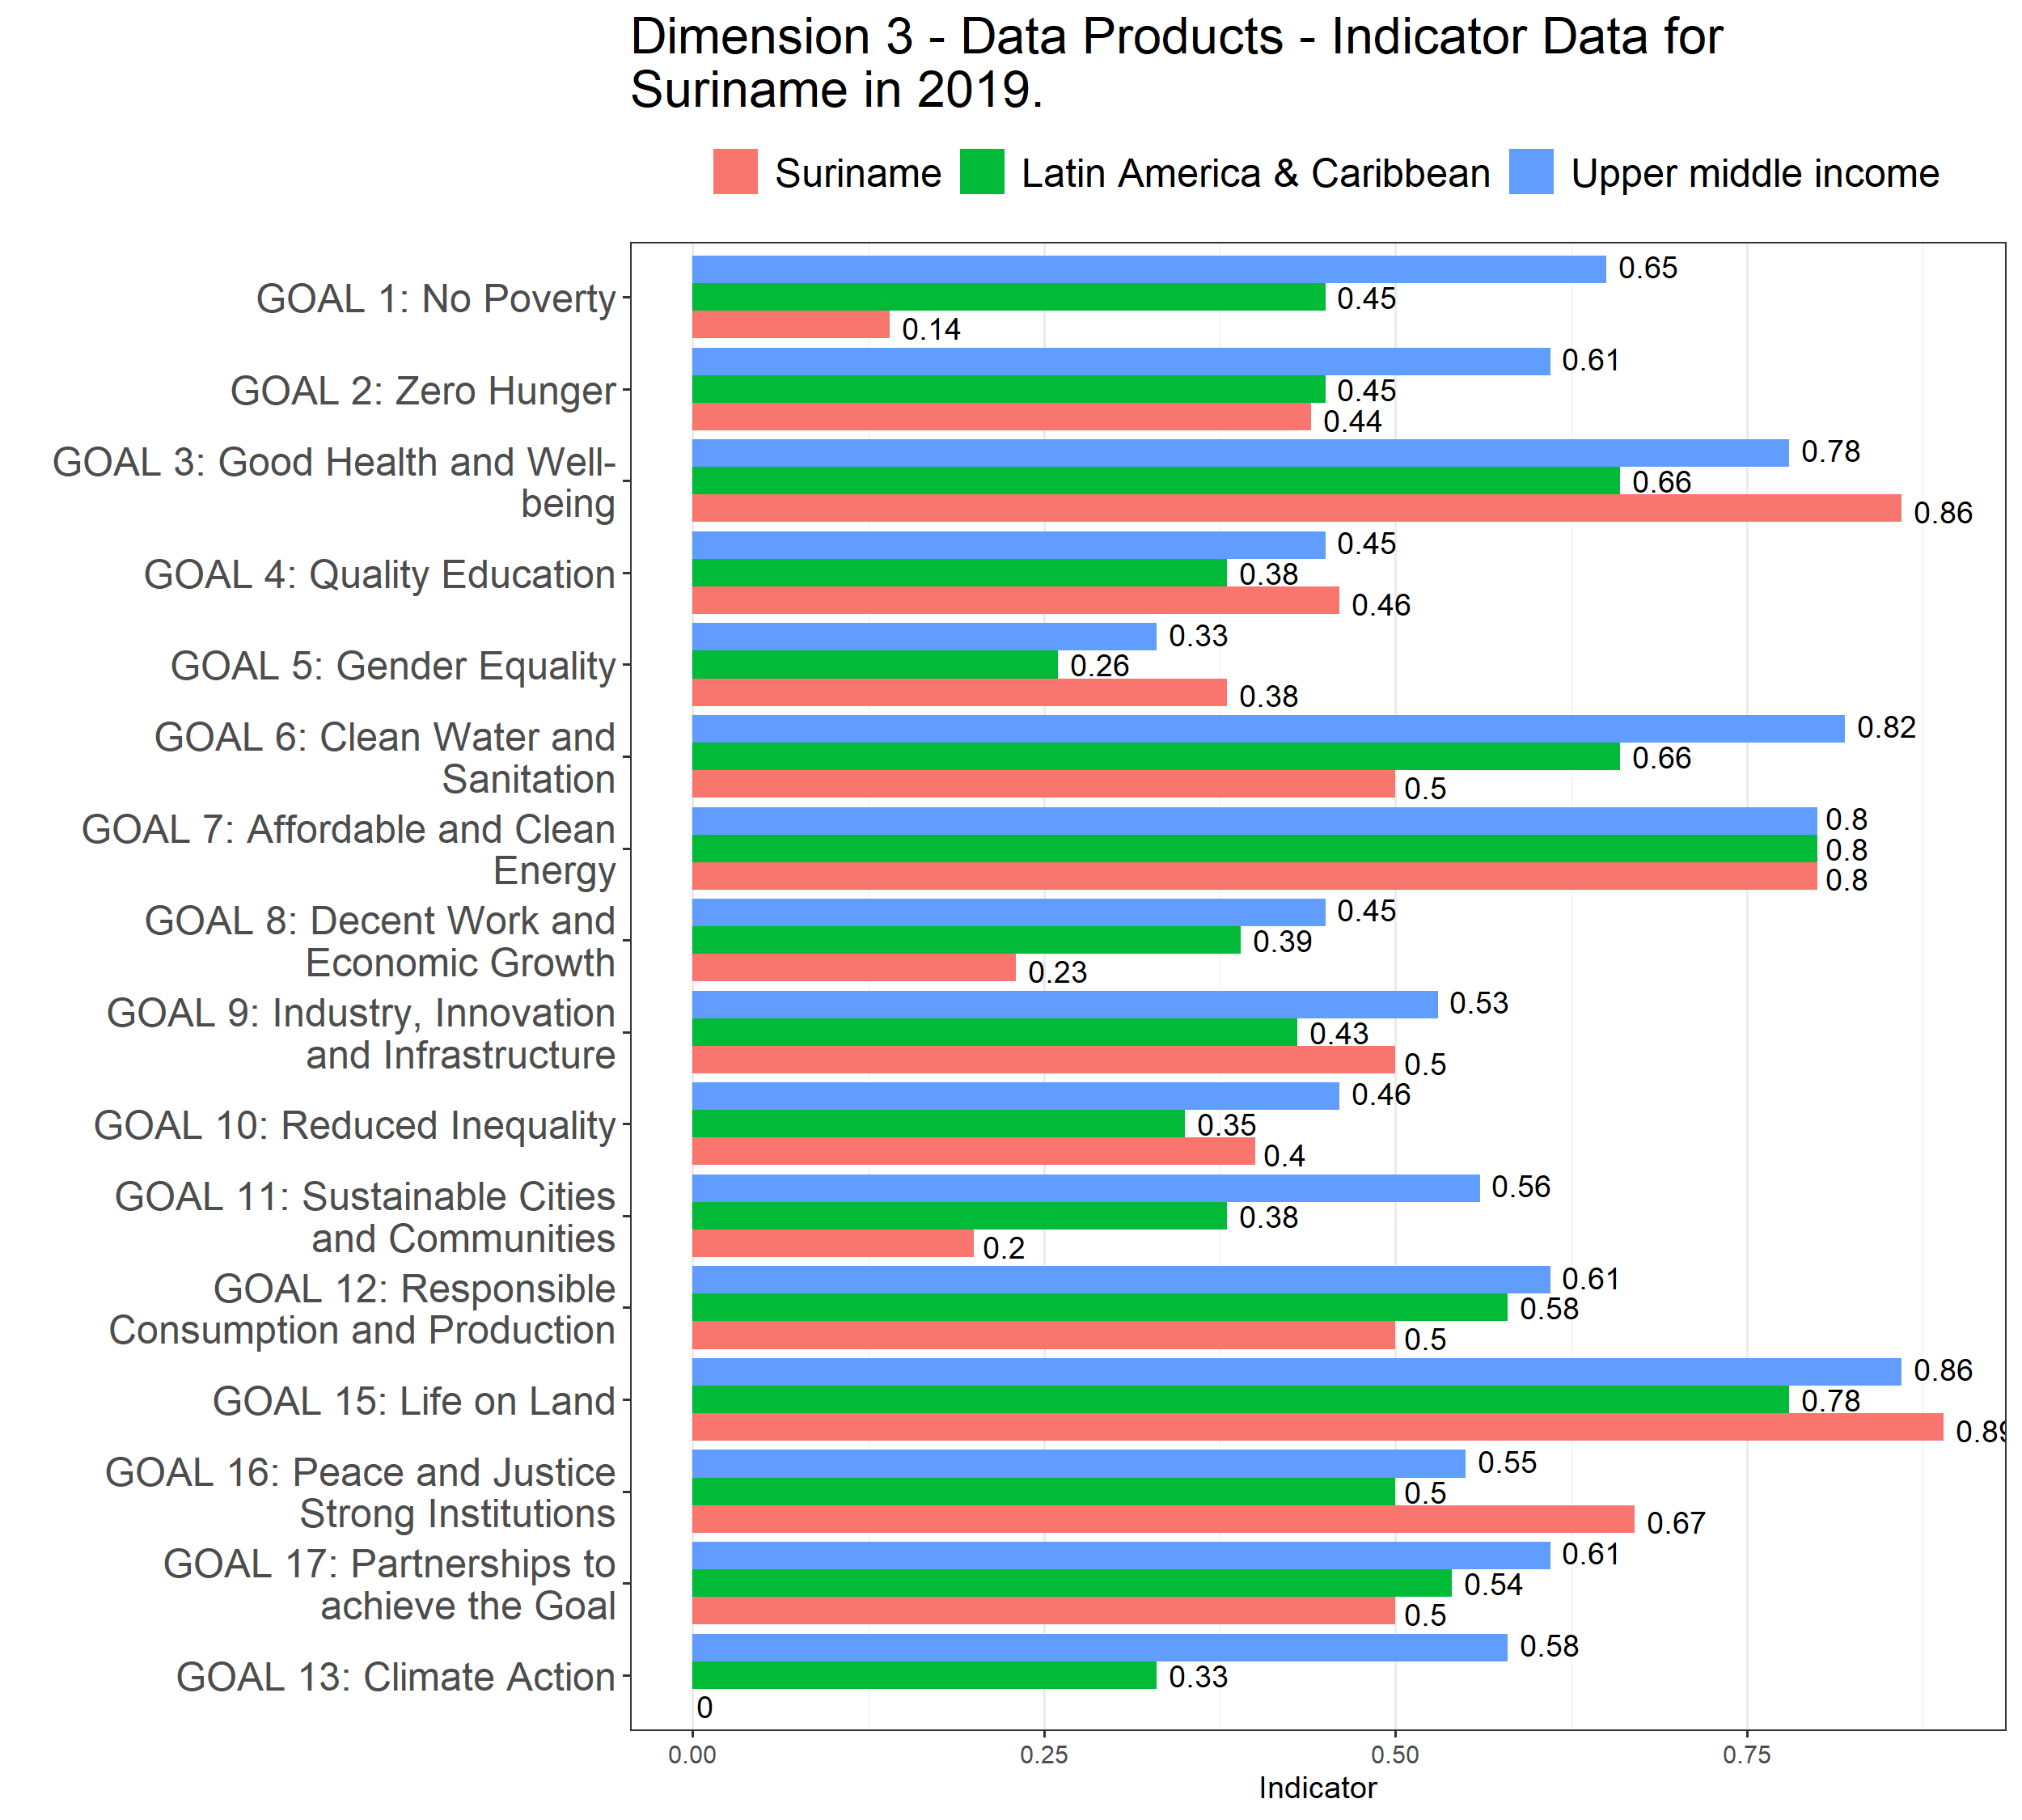 Dimension 3 - Data Products - Indicator Data for
Suriname in 2019.
Suriname
Latin America & Caribbean
Upper middle income
GOAL 1: No Poverty
0.65
0.45
0.14
GOAL 2: Zero Hunger
0.61
0.45
0.44
GOAL 3: Good Health and Well-
being
0.78
0.66
0.86
GOAL 4: Quality Education
0.45
0.38
0.46
GOAL 5: Gender Equality
0.33
0.26
0.38
GOAL 6: Clean Water and
Sanitation
0.82
0.66
0.5
GOAL 7: Affordable and Clean
Energy
0.8
0.8
0.8
GOAL 8: Decent Work and
Economic Growth
0.45
0.39
0.23
GOAL 9: Industry, Innovation
and Infrastructure
0.53
0.43
0.5
GOAL 10: Reduced Inequality
0.46
0.35
0.4
GOAL 11: Sustainable Cities
and Communities
0.56
0.38
0.2
GOAL 12: Responsible
Consumption and Production
0.61
0.58
0.5
GOAL 15: Life on Land
0.86
0.78
0.89
GOAL 16: Peace and Justice
Strong Institutions
0.55
0.5
0.67
GOAL 17: Partnerships to
achieve the Goal
0.61
0.54
0.5
GOAL 13: Climate Action
0.58
0.33
0
0.00
0.25
0.50
0.75
Indicator